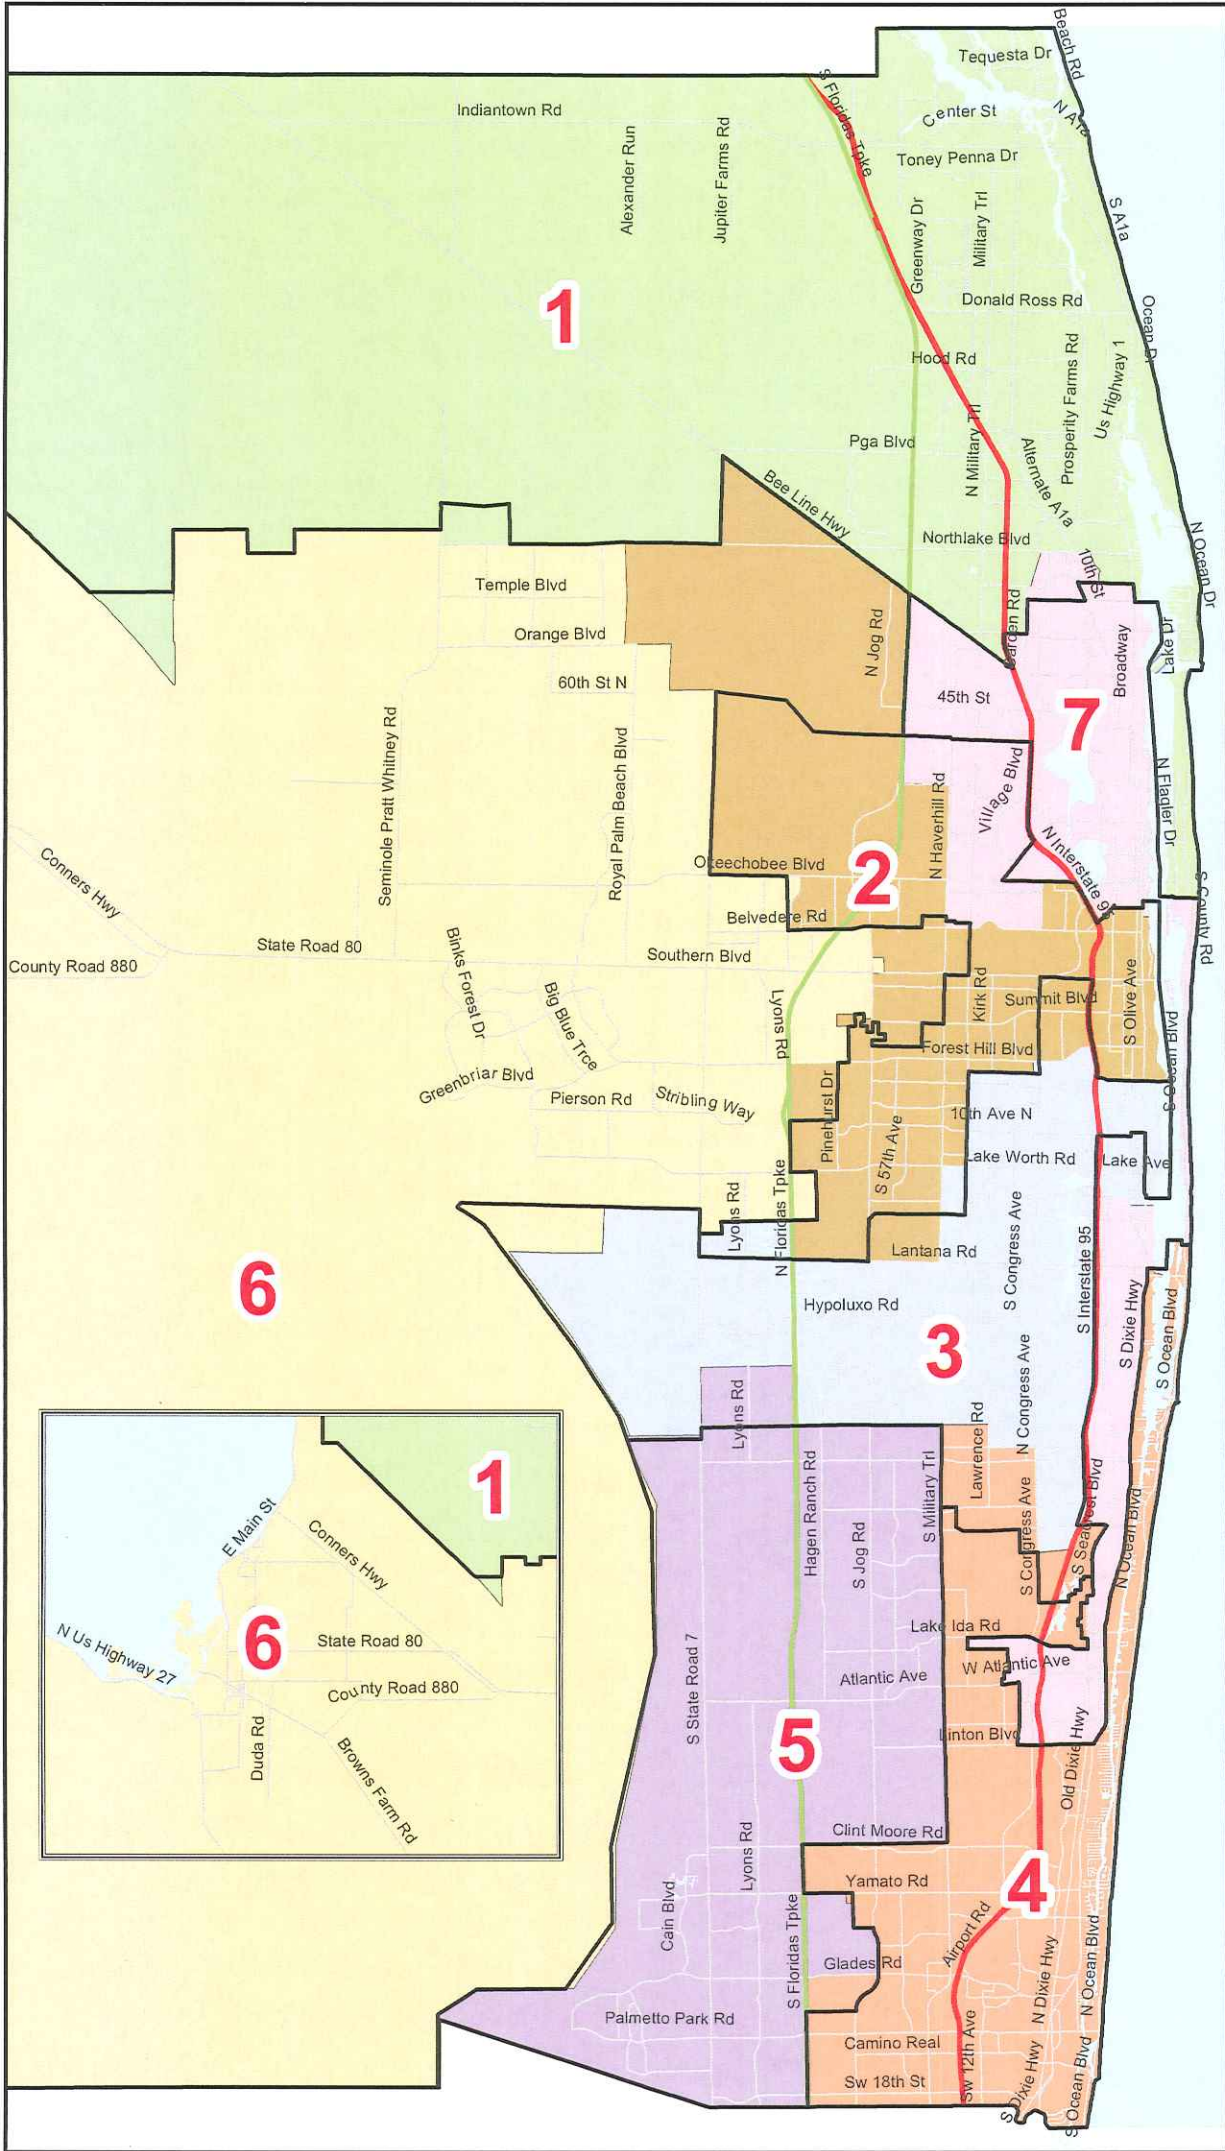 Beach Rd
Tequesta Dr
N A1a
Center St
S Floridas Tpke
Indiantown Rd
Alexander Run
Jupiter Farms Rd
Toney Penna Dr
Greenway Dr
Military Trl
S A1a
1
Donald Ross Rd
Ocean Dr
Hood Rd
Prosperity Farms Rd
Us Highway 1
Pga Blvd
N Military Trl
Alternate A1a
Bee Line Hwy
Northlake Blvd
N Ocean Dr
10th St
Temple Blvd
Orange Blvd
N Jog Rd
Garden Rd
Broadway
Lake Dr
60th St N
45th St
7
Seminole Pratt Whitney Rd
Royal Palm Beach Blvd
N Haverhill Rd
Village Blvd
N Flagler Dr
Okeechobee Blvd
2
N Interstate 95
Conners Hwy
Belvedere Rd
S County Rd
State Road 80
County Road 880
Southern Blvd
Binks Forest Dr
Big Blue Trce
Lyons Rd
Kirk Rd
Summit Blvd
S Olive Ave
Forest Hill Blvd
S Ocean Blvd
Greenbriar Blvd
Pierson Rd
Stribling Way
Pinehurst Dr
10th Ave N
S 57th Ave
Lake Worth Rd
Lake Ave
Lyons Rd
N Floridas Tpke
Lantana Rd
S Congress Ave
S Interstate 95
6
Hypoluxo Rd
S Dixie Hwy
S Ocean Blvd
3
Lyons Rd
Lawrence Rd
N Congress Ave
Hagen Ranch Rd
S Jog Rd
S Military Trl
S Congress Ave
S Seacrest Blvd
N Ocean Blvd
1
E Main St
Conners Hwy
6
N Us Highway 27
State Road 80
County Road 880
Duda Rd
Browns Farm Rd
Lake Ida Rd
S State Road 7
Atlantic Ave
W Atlantic Ave
5
Linton Blvd
Old Dixie Hwy
Clint Moore Rd
Lyons Rd
4
Yamato Rd
Cain Blvd
S Floridas Tpke
Glades Rd
Airport Rd
N Dixie Hwy
N Ocean Blvd
Palmetto Park Rd
Camino Real
Sw 18th St
Sw 12th Ave
S Dixie Hwy
S Ocean Blvd